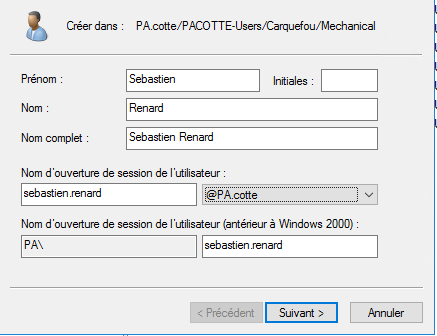 Créer dans : PA.cotte/PACOTTE-Users/Carquefou/Mechanical
Prénom : Sebastien Initiales :
Nom : Renard
Nom complet : Sebastien Renard
Nom d'ouverture de session de l'utilisateur :
sebastien.renard @PA.cotte
Nom d'ouverture de session de l'utilisateur (antérieur à Windows 2000) :
PA\ sebastien.renard
< Précédent Suivant > Annuler